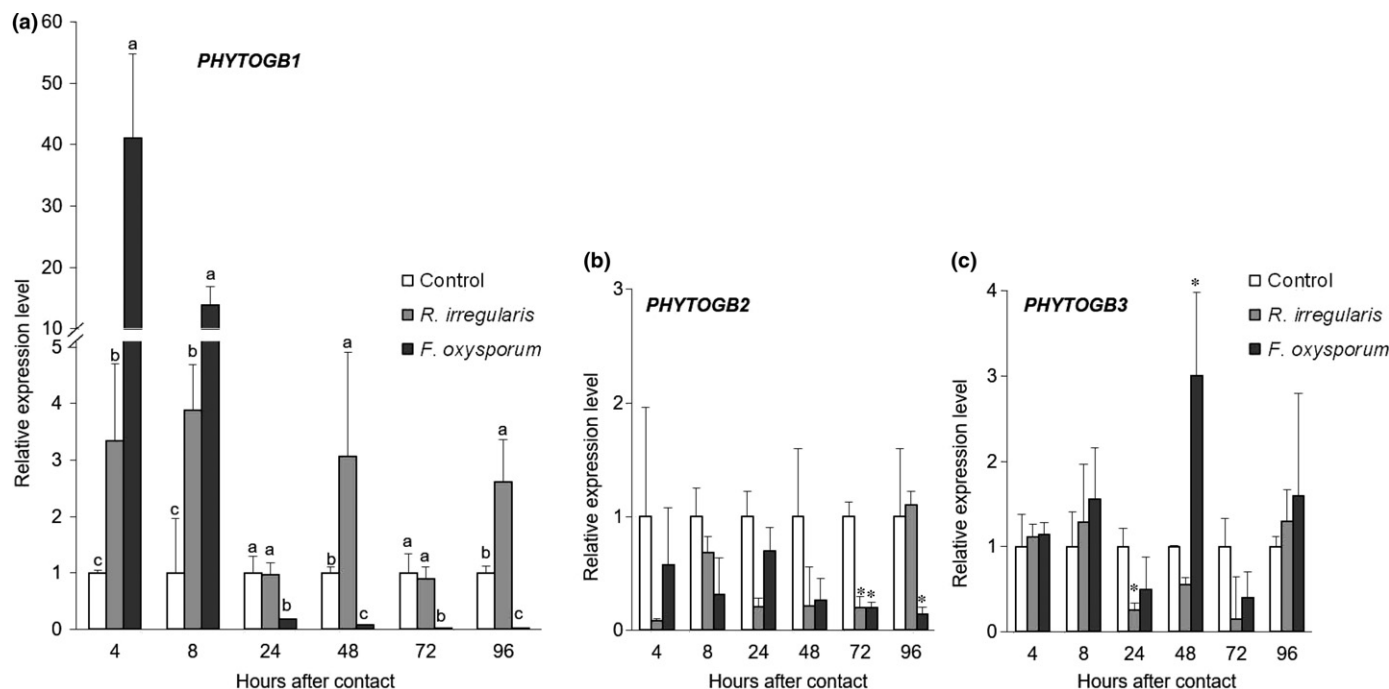 (a)
PHYTOGB1
60
50
40
30
20
10
5
4
3
2
1
0
Relative expression level
a
b
c
a
b
c
a a
b
a
b
c
a a
b
a
b
c
Control
R. irregularis
F. oxysporum
4 8 24 48 72 96
Hours after contact
(b)
PHYTOGB2
3
2
1
0
Relative expression level
* *
*
4 8 24 48 72 96
Hours after contact
(c)
PHYTOGB3
4
3
2
1
0
Relative expression level
*
*
Control
R. irregularis
F. oxysporum
4 8 24 48 72 96
Hours after contact